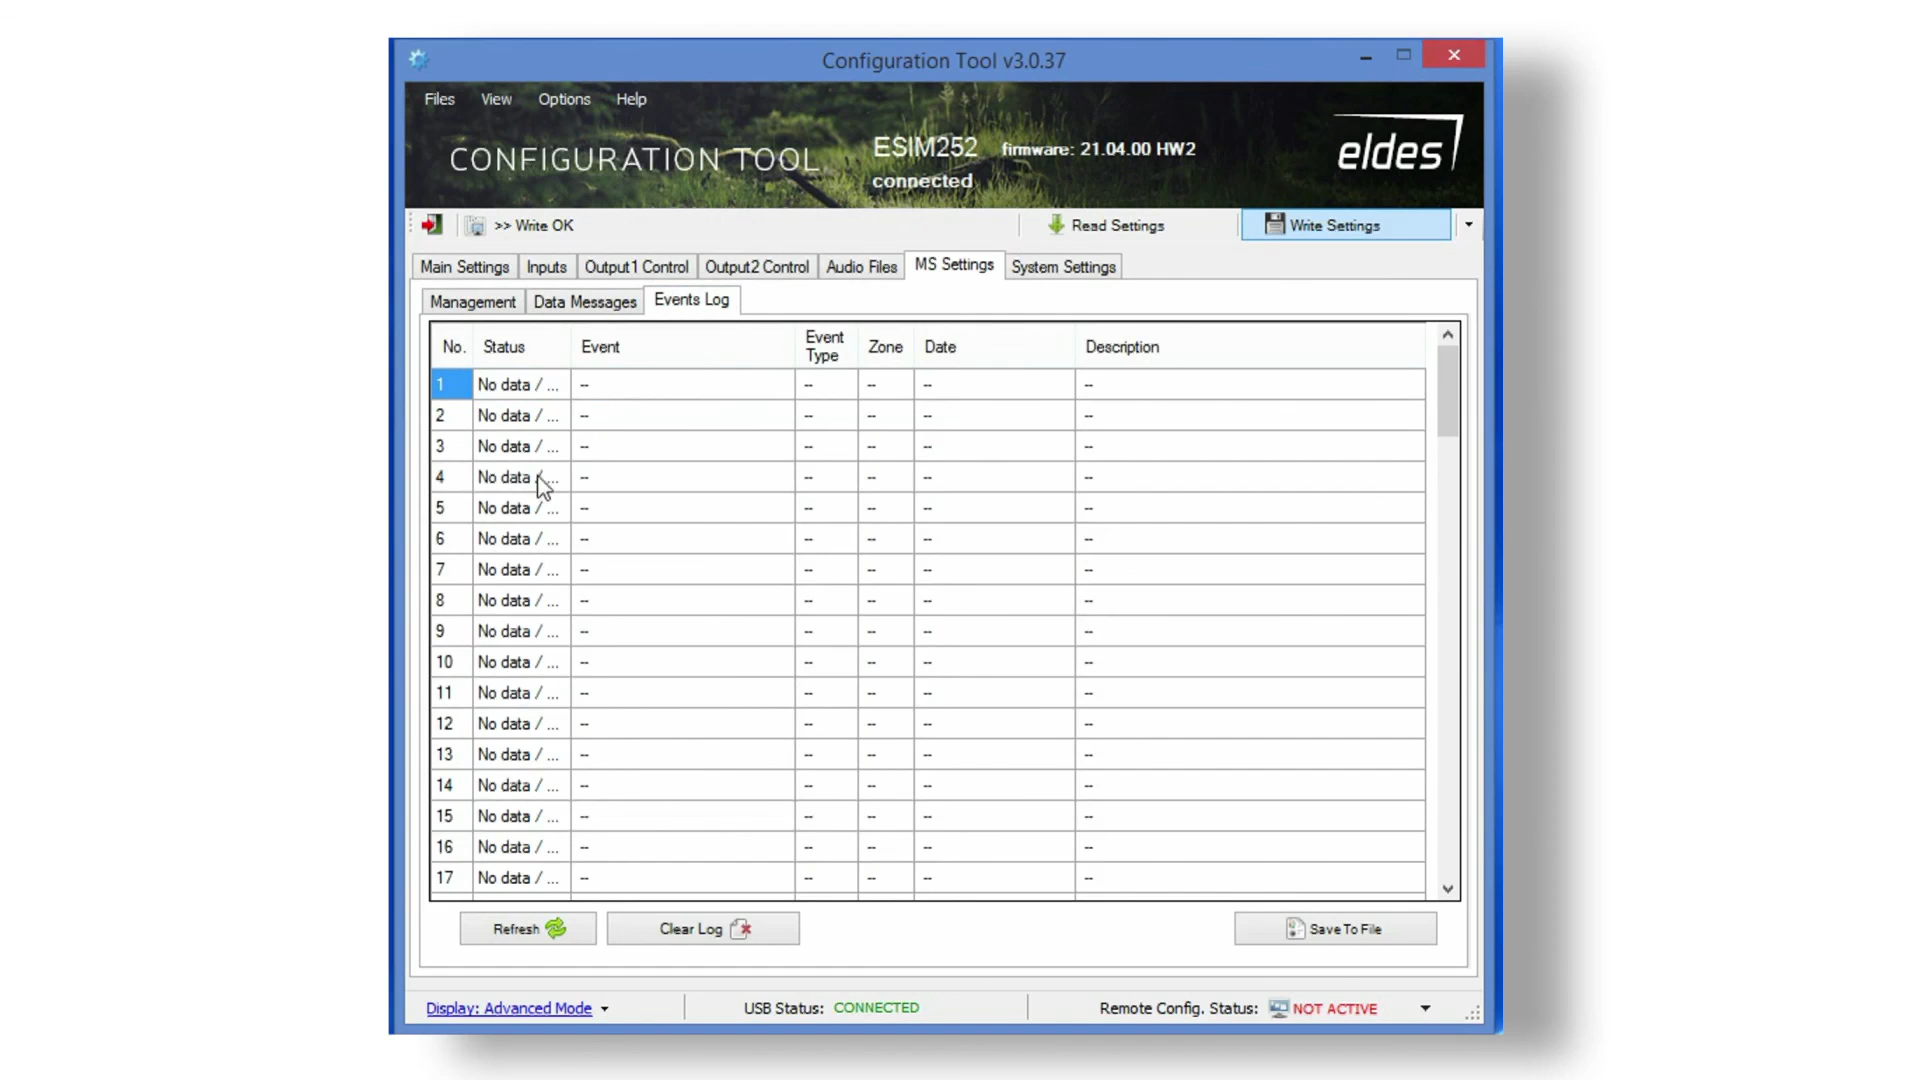 Configuration Tool v3.0.37
Files View Options Help
CONFIGURATION TOOL
ESIM252 firmware: 21.04.00 HW2
connected
eldes
>> Write OK Read Settings Write Settings
Main Settings Inputs Output1 Control Output2 Control Audio Files MS Settings System Settings
Management Data Messages Events Log
No. Status Event Event Type Zone Date Description
1 No data / ... -- -- -- -- --
2 No data / ... -- -- -- -- --
3 No data / ... -- -- -- -- --
4 No data / ... -- -- -- -- --
5 No data / ... -- -- -- -- --
6 No data / ... -- -- -- -- --
7 No data / ... -- -- -- -- --
8 No data / ... -- -- -- -- --
9 No data / ... -- -- -- -- --
10 No data / ... -- -- -- -- --
11 No data / ... -- -- -- -- --
12 No data / ... -- -- -- -- --
13 No data / ... -- -- -- -- --
14 No data / ... -- -- -- -- --
15 No data / ... -- -- -- -- --
16 No data / ... -- -- -- -- --
17 No data / ... -- -- -- -- --
Refresh Clear Log Save To File
Display: Advanced Mode USB Status: CONNECTED Remote Config. Status: NOT ACTIVE